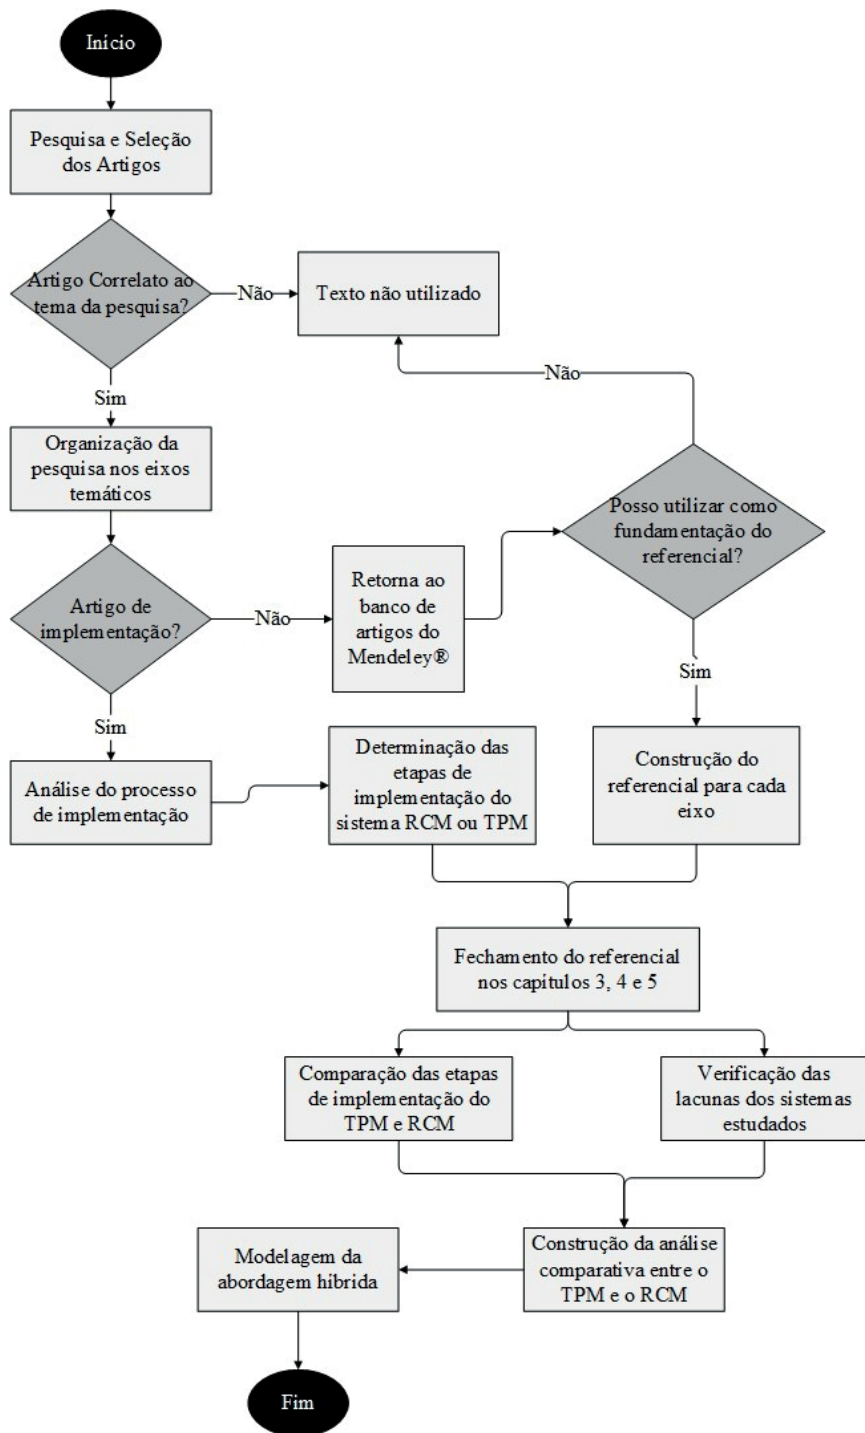 Início
Pesquisa e Seleção
dos Artigos
Artigo Correlato ao
tema da pesquisa?
Não
Texto não utilizado
Não
Sim
Organização da
pesquisa nos eixos
temáticos
Posso utilizar como
fundamentação do
referencial?
Artigo de
implementação?
Não
Retorna ao
banco de
artigos do
Mendeley®
Sim
Sim
Análise do processo
de implementação
Determinação das
etapas de
implementação do
sistema RCM ou TPM
Construção do
referencial para cada
eixo
Fechamento do referencial
nos capítulos 3, 4 e 5
Comparação das etapas
de implementação do
TPM e RCM
Verificação das
lacunas dos sistemas
estudados
Modelagem da
abordagem híbrida
Construção da análise
comparativa entre o
TPM e o RCM
Fim